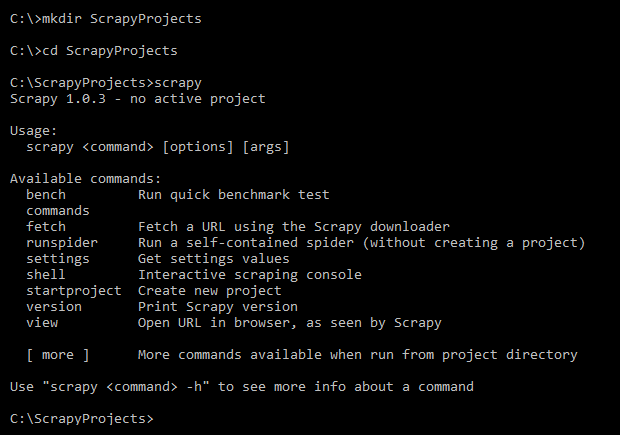 C:\>mkdir ScrapyProjects
C:\>cd ScrapyProjects
C:\ScrapyProjects>scrapy
Scrapy 1.0.3 - no active project
Usage:
  scrapy <command> [options] [args]
Available commands:
  bench         Run quick benchmark test
  commands
  fetch         Fetch a URL using the Scrapy downloader
  runspider     Run a self-contained spider (without creating a project)
  settings      Get settings values
  shell         Interactive scraping console
  startproject  Create new project
  version       Print Scrapy version
  view          Open URL in browser, as seen by Scrapy
  [ more ]      More commands available when run from project directory
Use "scrapy <command> -h" to see more info about a command
C:\ScrapyProjects>